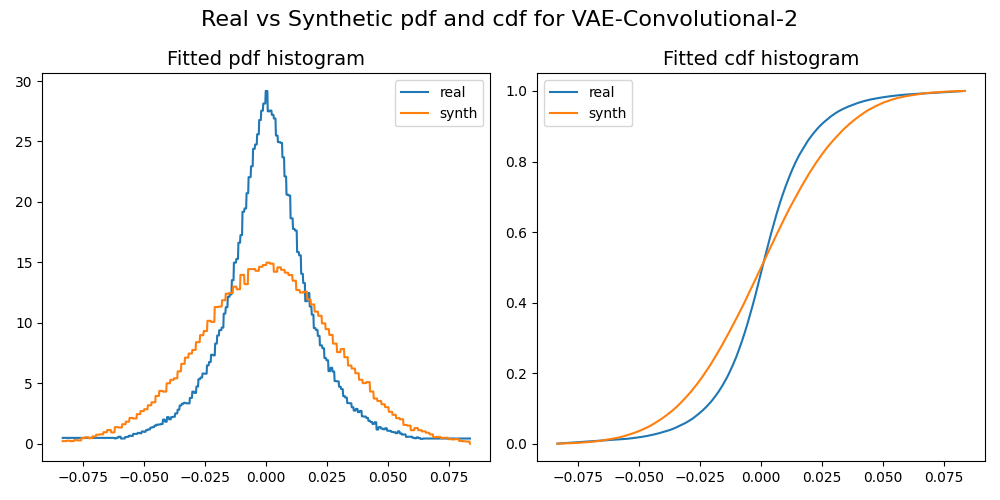 Real vs Synthetic pdf and cdf for VAE-Convolutional-2
Fitted pdf histogram
real
synth
30
25
20
15
10
5
0
−0.075 −0.050 −0.025 0.000 0.025 0.050 0.075
Fitted cdf histogram
real
synth
1.0
0.8
0.6
0.4
0.2
0.0
−0.075 −0.050 −0.025 0.000 0.025 0.050 0.075